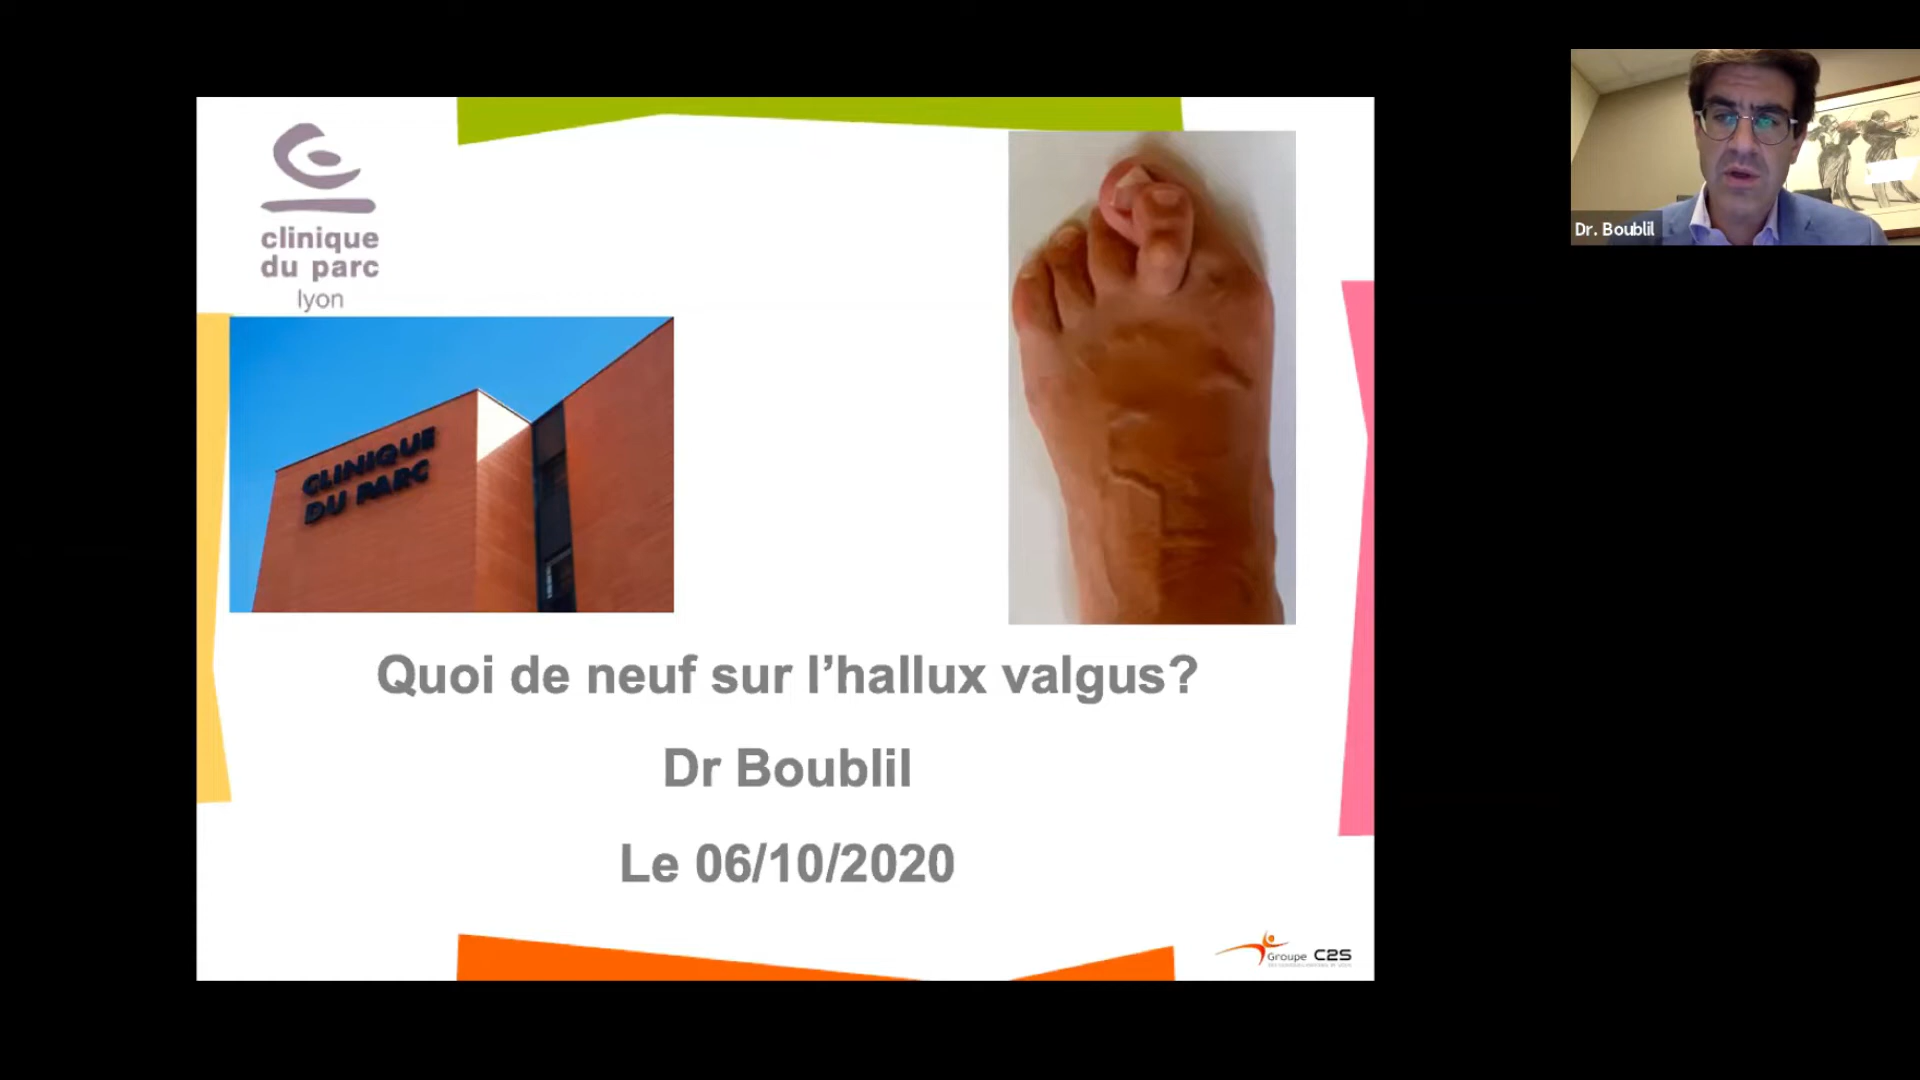 clinique
du parc
lyon
CLINIQUE
DU PARC
Quoi de neuf sur l’hallux valgus?
Dr Boublil
Le 06/10/2020
Groupe C2S
Dr. Boublil